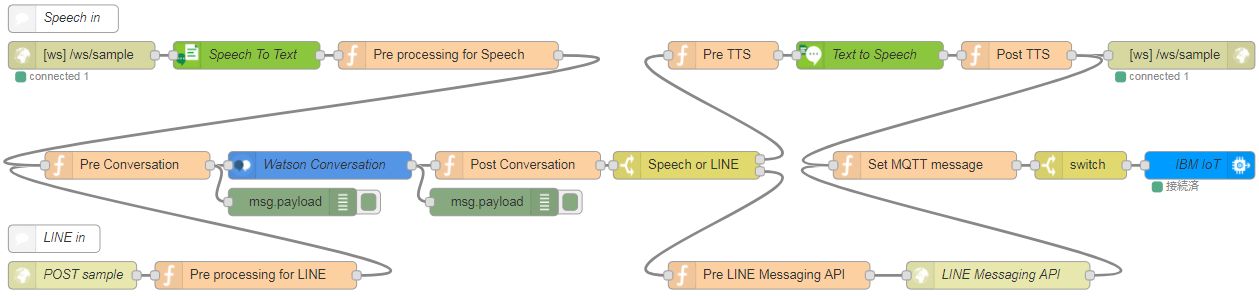 Speech in
[ws] /ws/sample
connected 1
Speech To Text
Pre processing for Speech
Pre TTS
Text to Speech
Post TTS
[ws] /ws/sample
connected 1
Pre Conversation
Watson Conversation
Post Conversation
Speech or LINE
Set MQTT message
switch
IBM IoT
接続済
msg.payload
msg.payload
LINE in
POST sample
Pre processing for LINE
Pre LINE Messaging API
LINE Messaging API